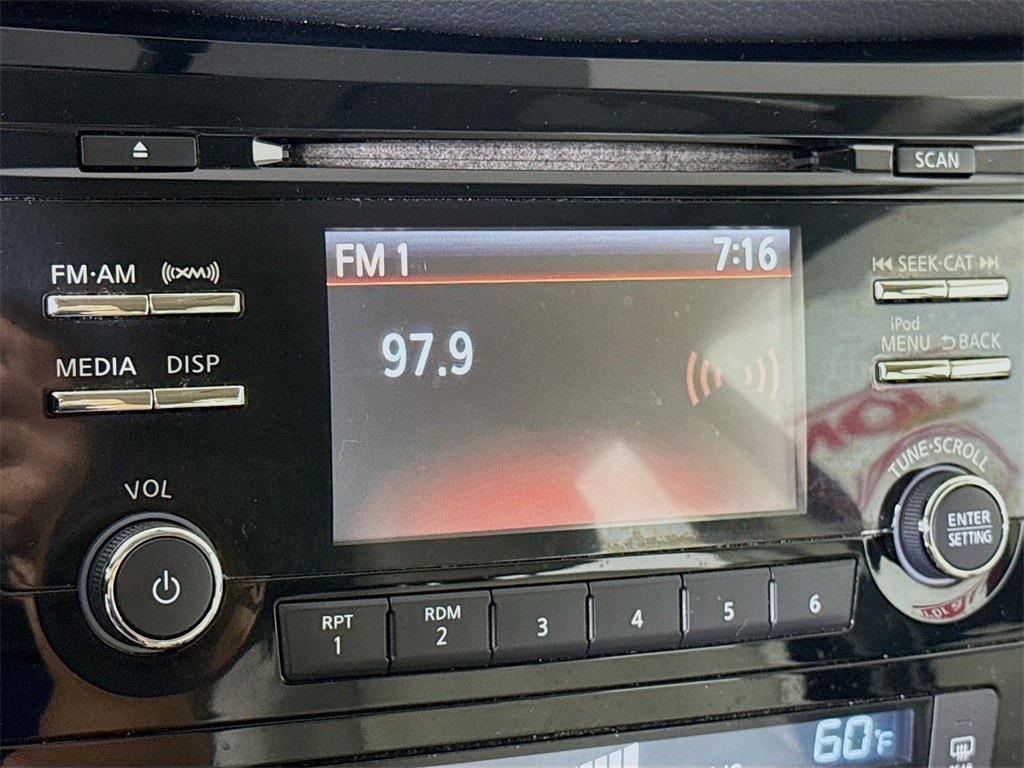 SCAN
FM·AM
((XM))
FM 1
7:16
SEEK·CAT
97.9
iPod
MENU
BACK
MEDIA
DISP
TUNE·SCROLL
VOL
ENTER
SETTING
RPT
1
RDM
2
3
4
5
6
60°F